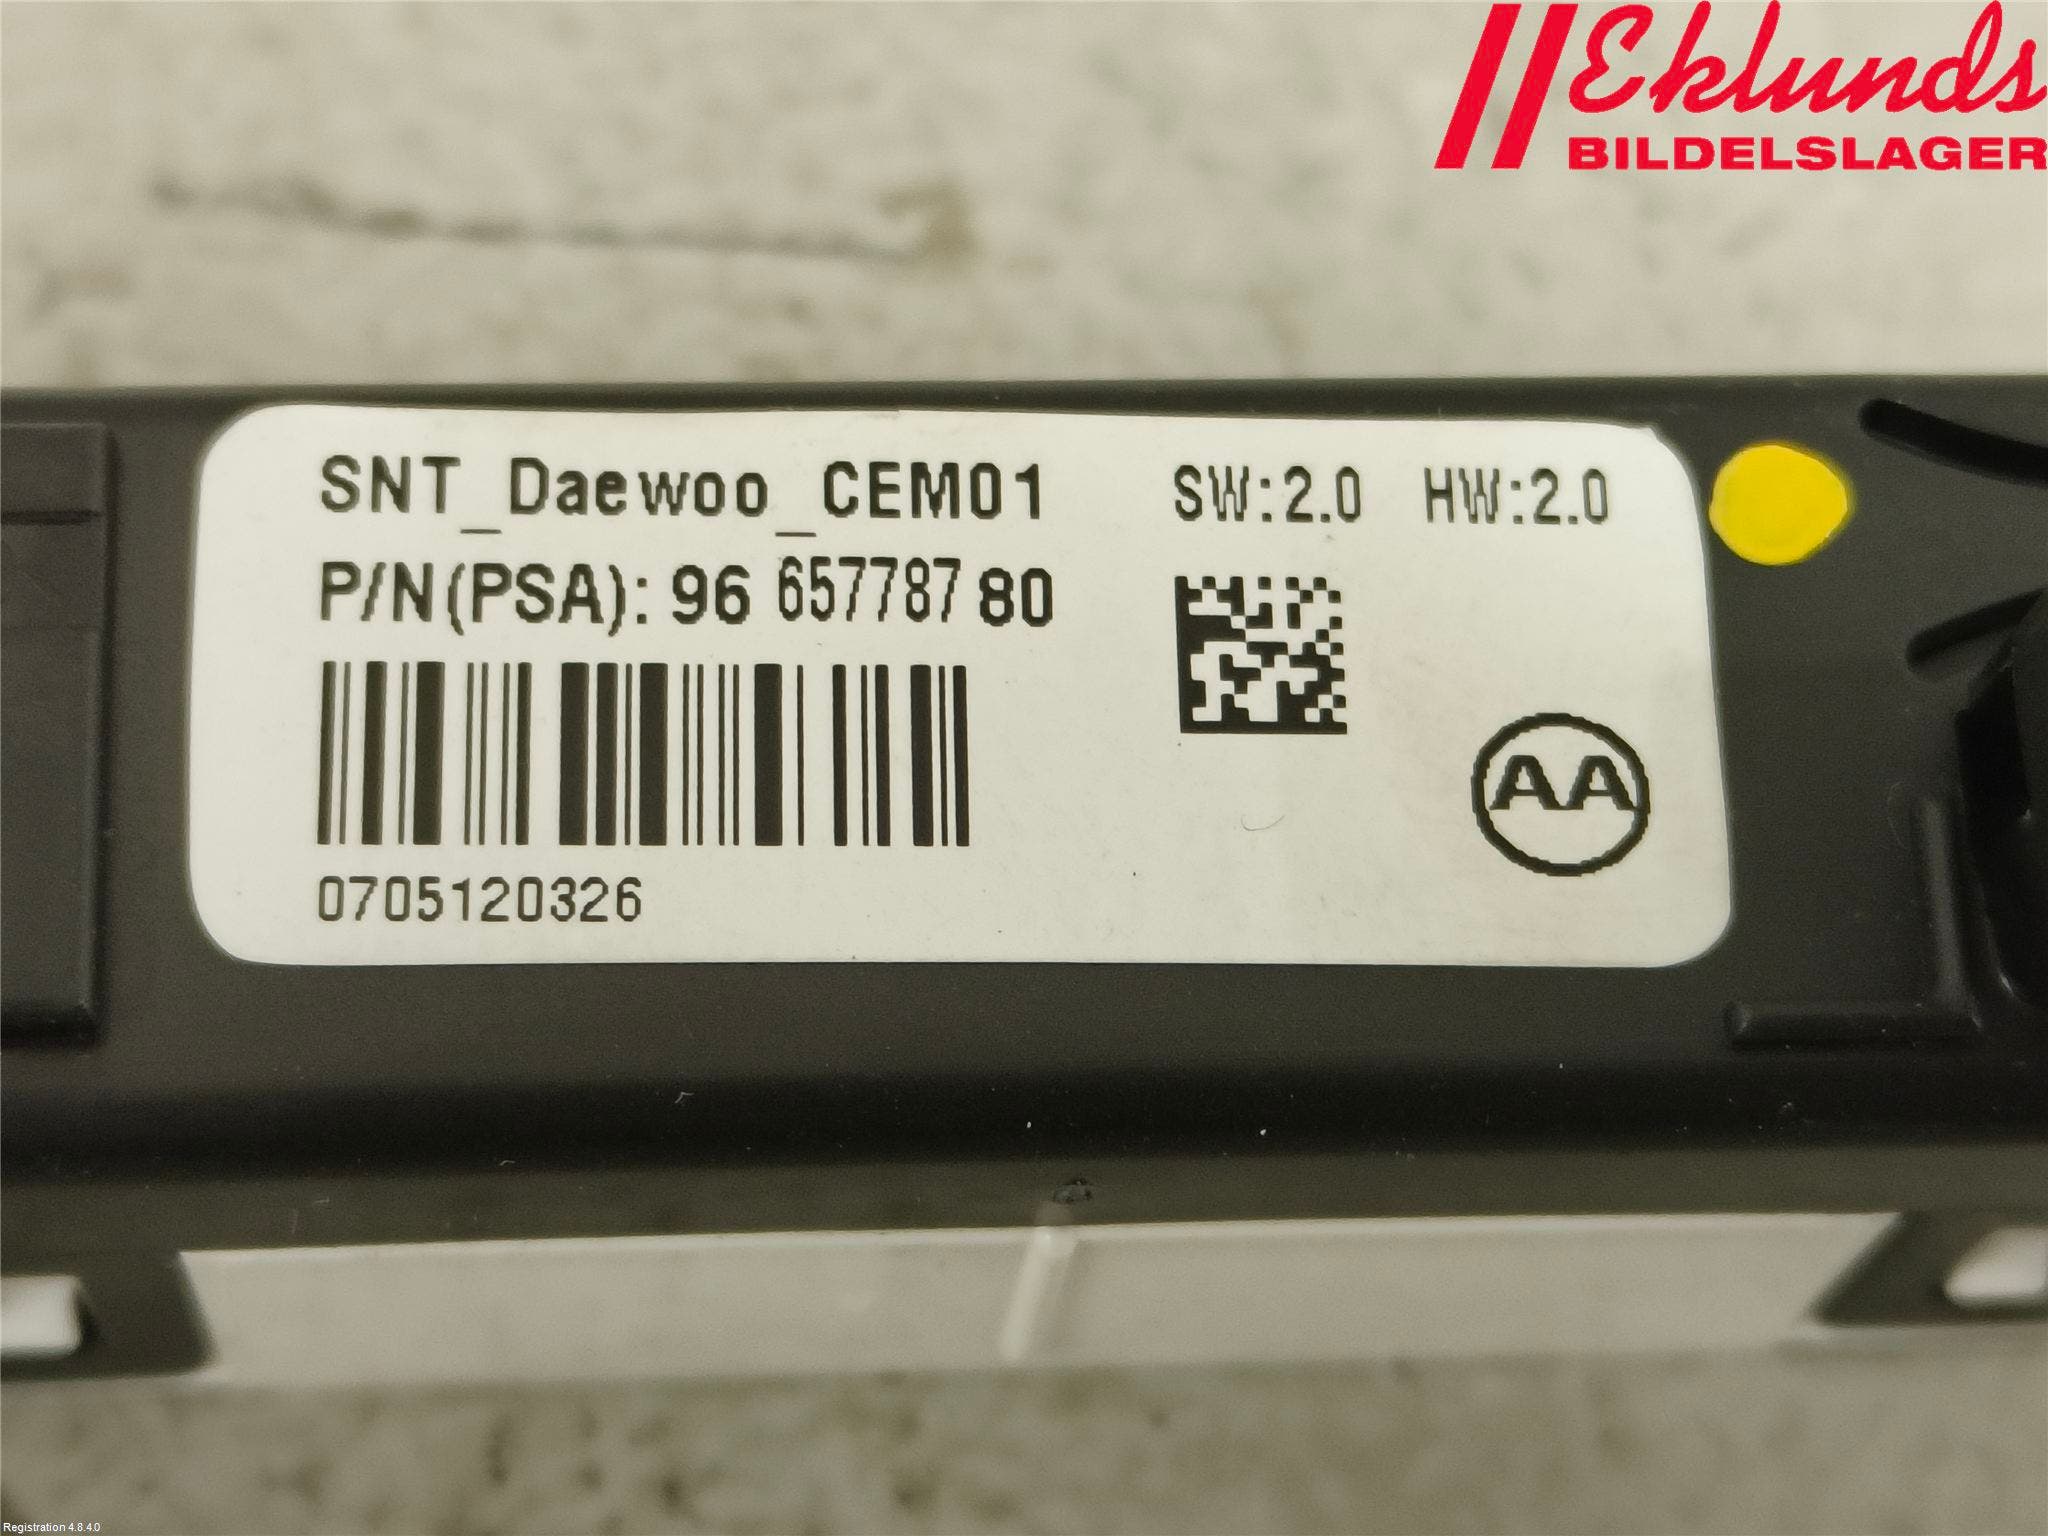 Eklunds
BILDELSLAGER
SNT_Daewoo_CEM01 SW:2.0 HW:2.0
P/N(PSA): 96 657787 80
AA
0705120326
Registration 4.8.4.0